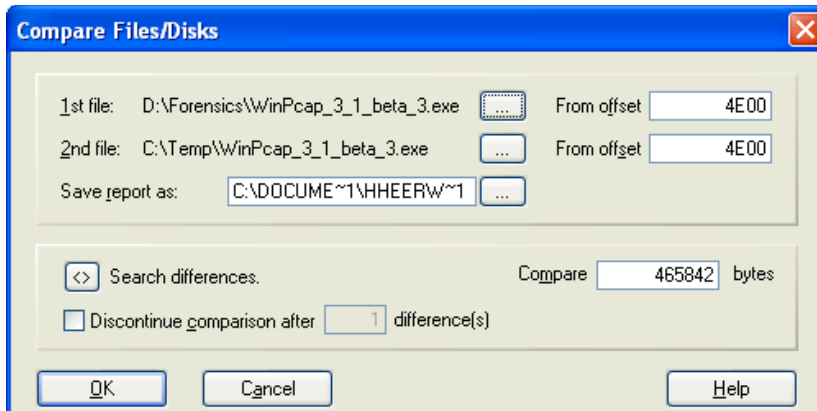 Compare Files/Disks
1st file: D:\Forensics\WinPcap_3_1_beta_3.exe ... From offset 4E00
2nd file: C:\Temp\WinPcap_3_1_beta_3.exe ... From offset 4E00
Save report as: C:\DOCUME~1\HHEERW~1 ...
<> Search differences. Compare 465842 bytes
Discontinue comparison after 1 difference(s)
OK Cancel Help